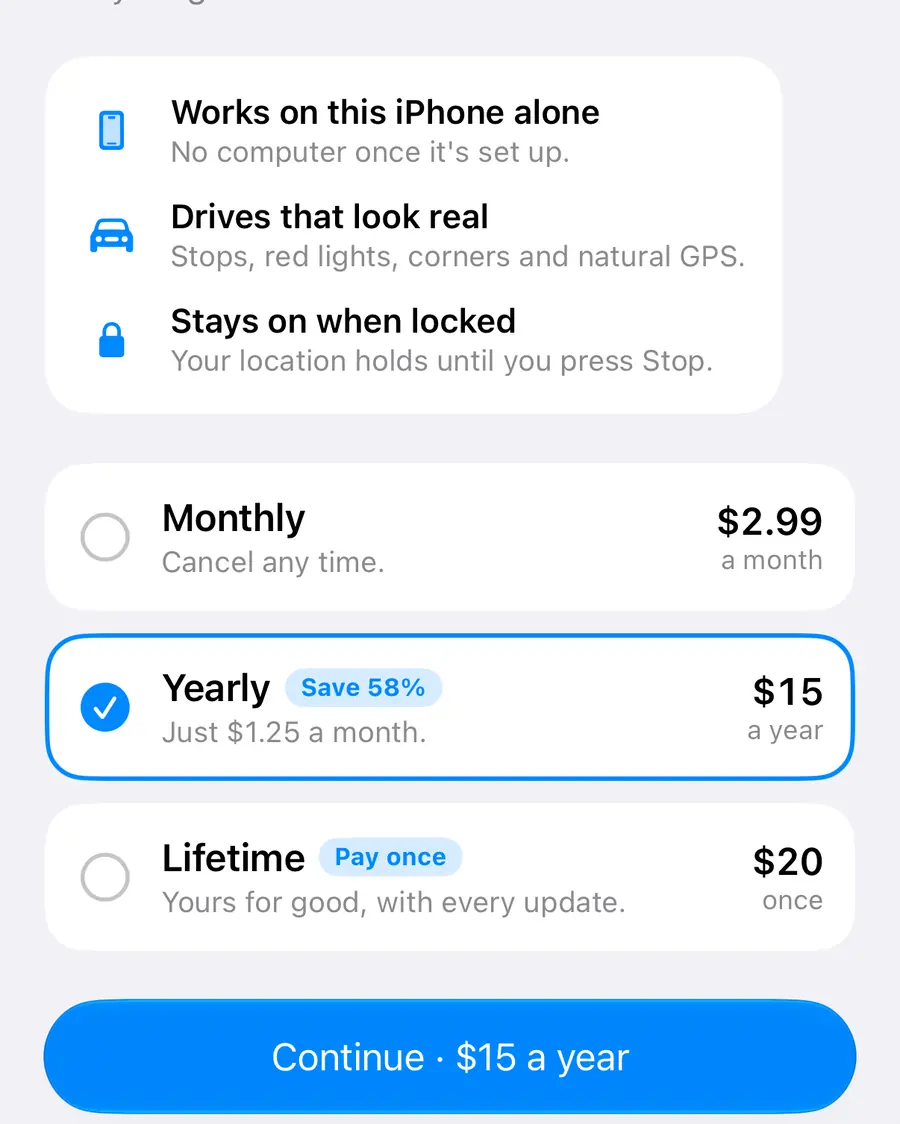 Works on this iPhone alone
No computer once it's set up.
Drives that look real
Stops, red lights, corners and natural GPS.
Stays on when locked
Your location holds until you press Stop.
Monthly
$2.99
Cancel any time.
a month
Yearly
Save 58%
$15
Just $1.25 a month.
a year
Lifetime
Pay once
$20
Yours for good, with every update.
once
Continue · $15 a year